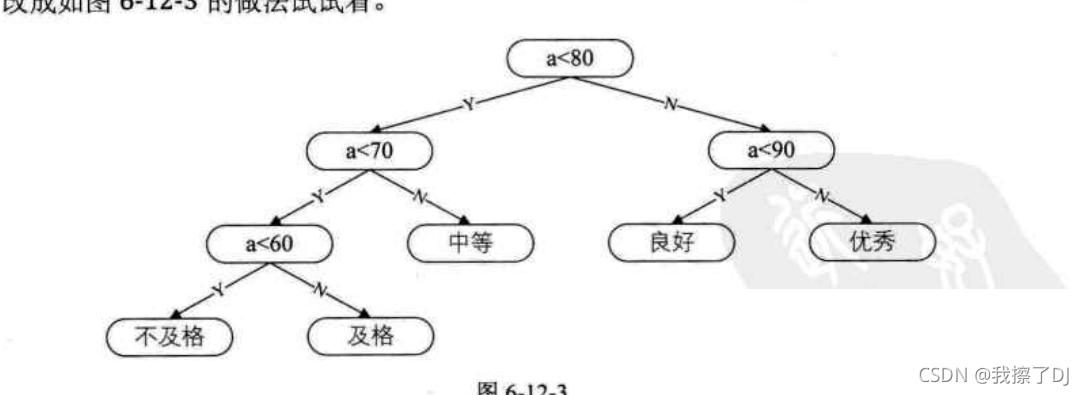 改成如图 6-12-3 的做法试试看。
a<80
Y N
a<70 a<90
Y N Y N
a<60 中等 良好 优秀
Y N
不及格 及格
图 6-12-3
CSDN @我擦了DJ